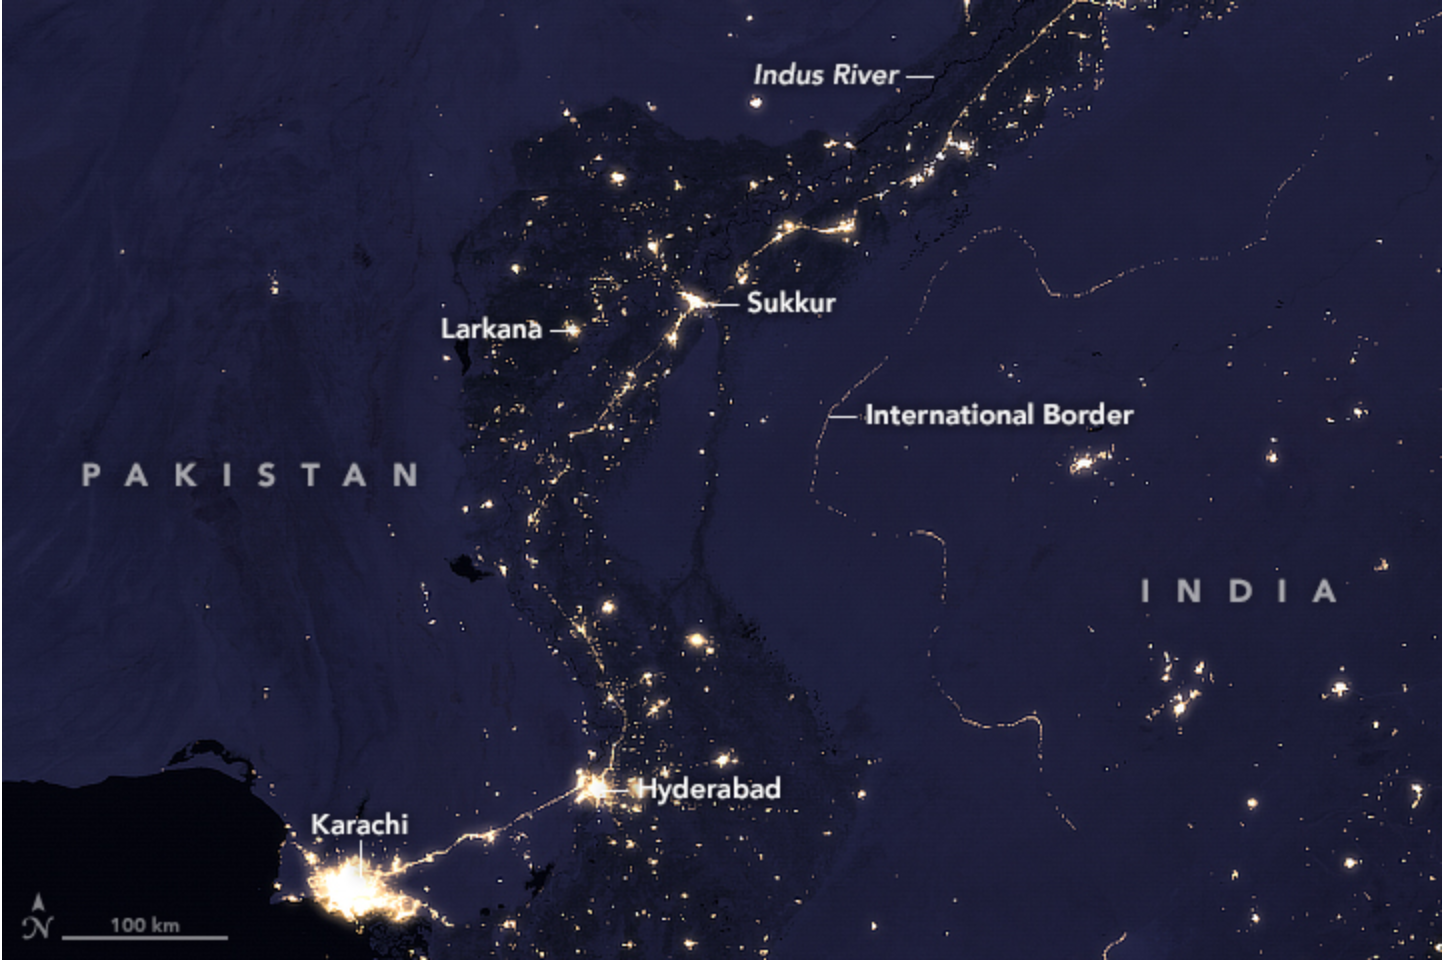 Indus River
Sukkur
Larkana
International Border
PAKISTAN
INDIA
Hyderabad
Karachi
N
100 km